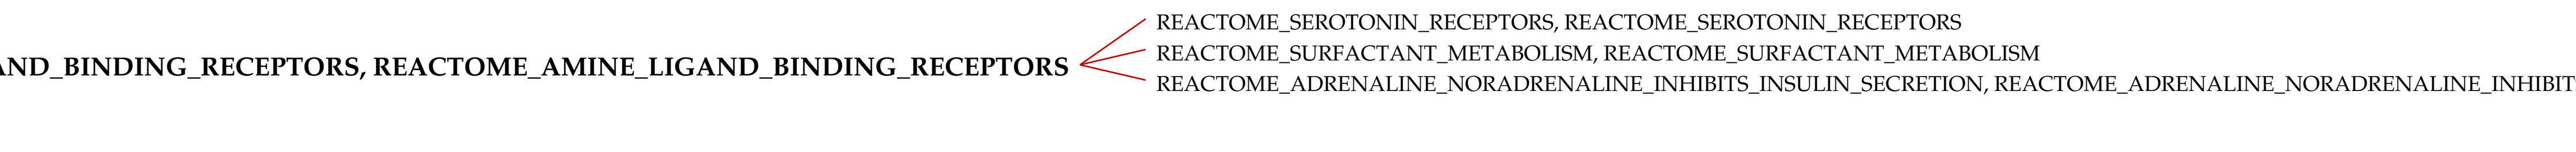 REACTOME_SEROTONIN_RECEPTORS, REACTOME_SEROTONIN_RECEPTORS
AND_BINDING_RECEPTORS, REACTOME_AMINE_LIGAND_BINDING_RECEPTORS
REACTOME_SURFACTANT_METABOLISM, REACTOME_SURFACTANT_METABOLISM
REACTOME_ADRENALINE_NORADRENALINE_INHIBITS_INSULIN_SECRETION, REACTOME_ADRENALINE_NORADRENALINE_INHIBIT